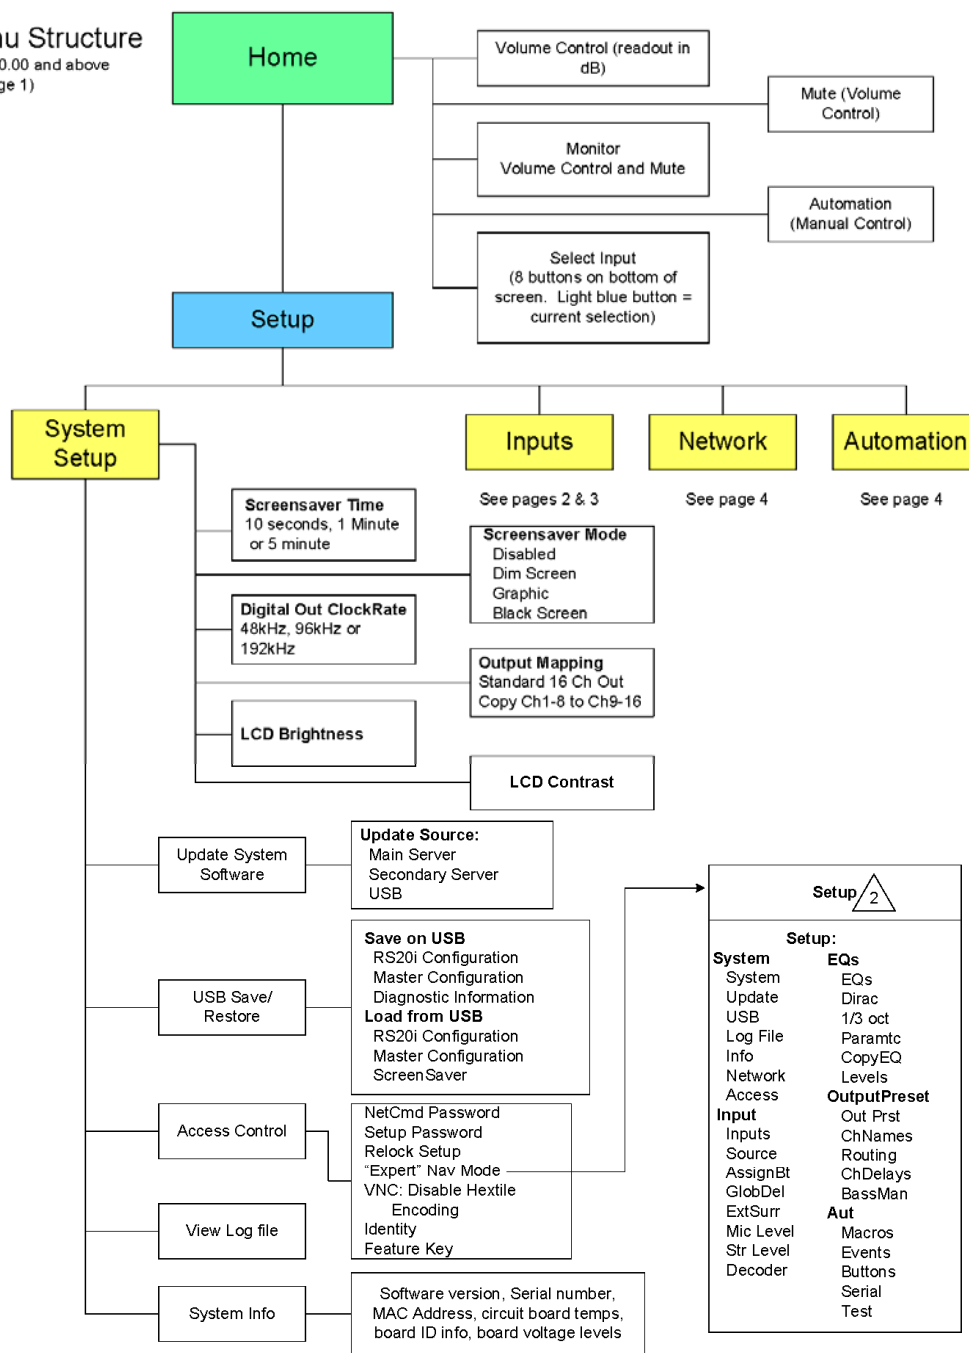 Structure
0.00 and above
1)
Home
Volume Control (readout in
dB)
Mute (Volume
Control)
Monitor
Volume Control and Mute
Automation
(Manual Control)
Select Input
(8 buttons on bottom of
screen. Light blue button =
current selection)
Setup
System
Setup
Inputs
Network
Automation
See pages 2 & 3
See page 4
See page 4
Screensaver Time
10 seconds, 1 Minute
or 5 minute
Screensaver Mode
Disabled
Dim Screen
Graphic
Black Screen
Digital Out ClockRate
48kHz, 96kHz or
192kHz
Output Mapping
Standard 16 Ch Out
Copy Ch1-8 to Ch9-16
LCD Brightness
LCD Contrast
Update System
Software
Update Source:
Main Server
Secondary Server
USB
USB Save/
Restore
Save on USB
RS20i Configuration
Master Configuration
Diagnostic Information
Load from USB
RS20i Configuration
Master Configuration
ScreenSaver
Access Control
NetCmd Password
Setup Password
Relock Setup
“Expert” Nav Mode
VNC: Disable Hextile
Encoding
Identity
Feature Key
View Log file
System Info
Software version, Serial number,
MAC Address, circuit board temps,
board ID info, board voltage levels
Setup 2
Setup:
System
System
Update
USB
Log File
Info
Network
Access
Input
Inputs
Source
AssignBt
GlobDel
ExtSurr
Mic Level
Str Level
Decoder
EQs
EQs
Dirac
1/3 oct
Paramtc
CopyEQ
Levels
OutputPreset
Out Prst
ChNames
Routing
ChDelays
BassMan
Aut
Macros
Events
Buttons
Serial
Test